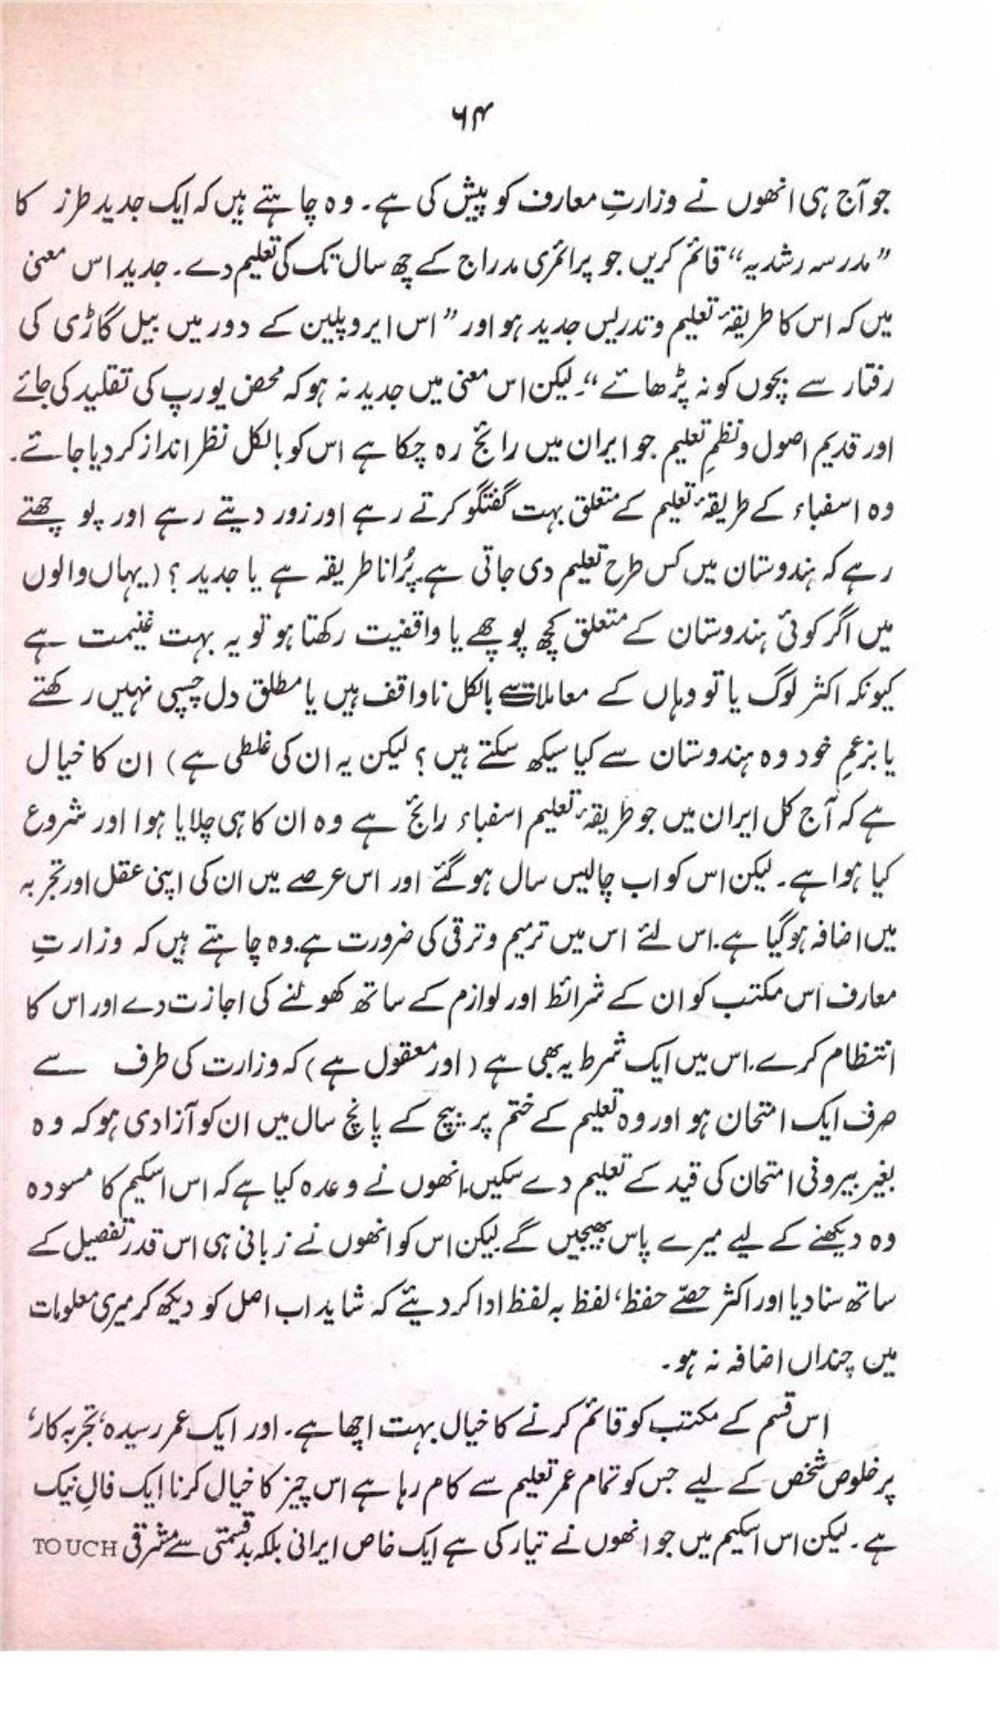 ۶۴
جو آج ہی انھوں نے وزارتِ معارف کو پیش کی ہے۔ وہ چاہتے ہیں کہ ایک جدید طرز کا
”مدرسہ رشدیہ“ قائم کریں جو پرائمری مدراج کے چھ سال تک کی تعلیم دے۔ جدید اس معنی
میں کہ اس کا طریقۂ تعلیم و تدریس جدید ہو اور ”اس ایروپلین کے دور میں بیل گاڑی کی
رفتار سے بچوں کو نہ پڑھائے“۔ لیکن اس معنی میں جدید نہ ہو کہ محض یورپ کی تقلید کی جائے
اور قدیم اصول و نظمِ تعلیم جو ایران میں رائج رہ چکا ہے اس کو بالکل نظر انداز کر دیا جائے۔
وہ اسفباء کے طریقۂ تعلیم کے متعلق بہت گفتگو کرتے رہے اور زور دیتے رہے اور پوچھتے
رہے کہ ہندوستان میں کس طرح تعلیم دی جاتی ہے۔ پُرانا طریقہ ہے یا جدید؟ (یہاں والوں
میں اگر کوئی ہندوستان کے متعلق کچھ پوچھے یا واقفیت رکھتا ہو تو یہ بہت غنیمت ہے
کیونکہ اکثر لوگ یا تو وہاں کے معاملات سے بالکل ناواقف ہیں یا مطلق دل چسپی نہیں رکھتے
یا بزعمِ خود وہ ہندوستان سے کیا سیکھ سکتے ہیں؟ لیکن یہ ان کی غلطی ہے) ان کا خیال
ہے کہ آج کل ایران میں جو طریقۂ تعلیم اسفباء رائج ہے وہ ان کا ہی چلایا ہوا اور شروع
کیا ہوا ہے۔ لیکن اس کو اب چالیس سال ہو گئے اور اس عرصے میں ان کی اپنی عقل اور تجربہ
میں اضافہ ہو گیا ہے۔ اس لئے اس میں ترمیم و ترقی کی ضرورت ہے۔ وہ چاہتے ہیں کہ وزارتِ
معارف اس مکتب کو ان کے شرائط اور لوازم کے ساتھ کھولنے کی اجازت دے اور اس کا
انتظام کرے۔ اس میں ایک شرط یہ بھی ہے (اور معقول ہے) کہ وزارت کی طرف سے
صرف ایک امتحان ہو اور وہ تعلیم کے ختم پر۔ بیچ کے پانچ سال میں ان کو آزادی ہو کہ وہ
بغیر بیرونی امتحان کی قید کے تعلیم دے سکیں۔ انھوں نے وعدہ کیا ہے کہ اس اسکیم کا مسودہ
وہ دیکھنے کے لیے میرے پاس بھیجیں گے لیکن اس کو انھوں نے زبانی ہی اس قدر تفصیل کے
ساتھ سنا دیا اور اکثر حصّے حفظ، لفظ بہ لفظ ادا کر دیئے کہ شاید اب اصل کو دیکھ کر میری معلومات
میں چنداں اضافہ نہ ہو۔
اس قسم کے مکتب کو قائم کرنے کا خیال بہت اچھا ہے۔ اور ایک عمر رسیدہ، تجربہ کار،
پر خلوص شخص کے لیے جس کو تمام عمر تعلیم سے کام رہا ہے اس چیز کا خیال کرنا ایک فالِ نیک
ہے۔ لیکن اس اسکیم میں جو انھوں نے تیار کی ہے ایک خاص ایرانی بلکہ بدقسمتی سے مشرقی TOUCH